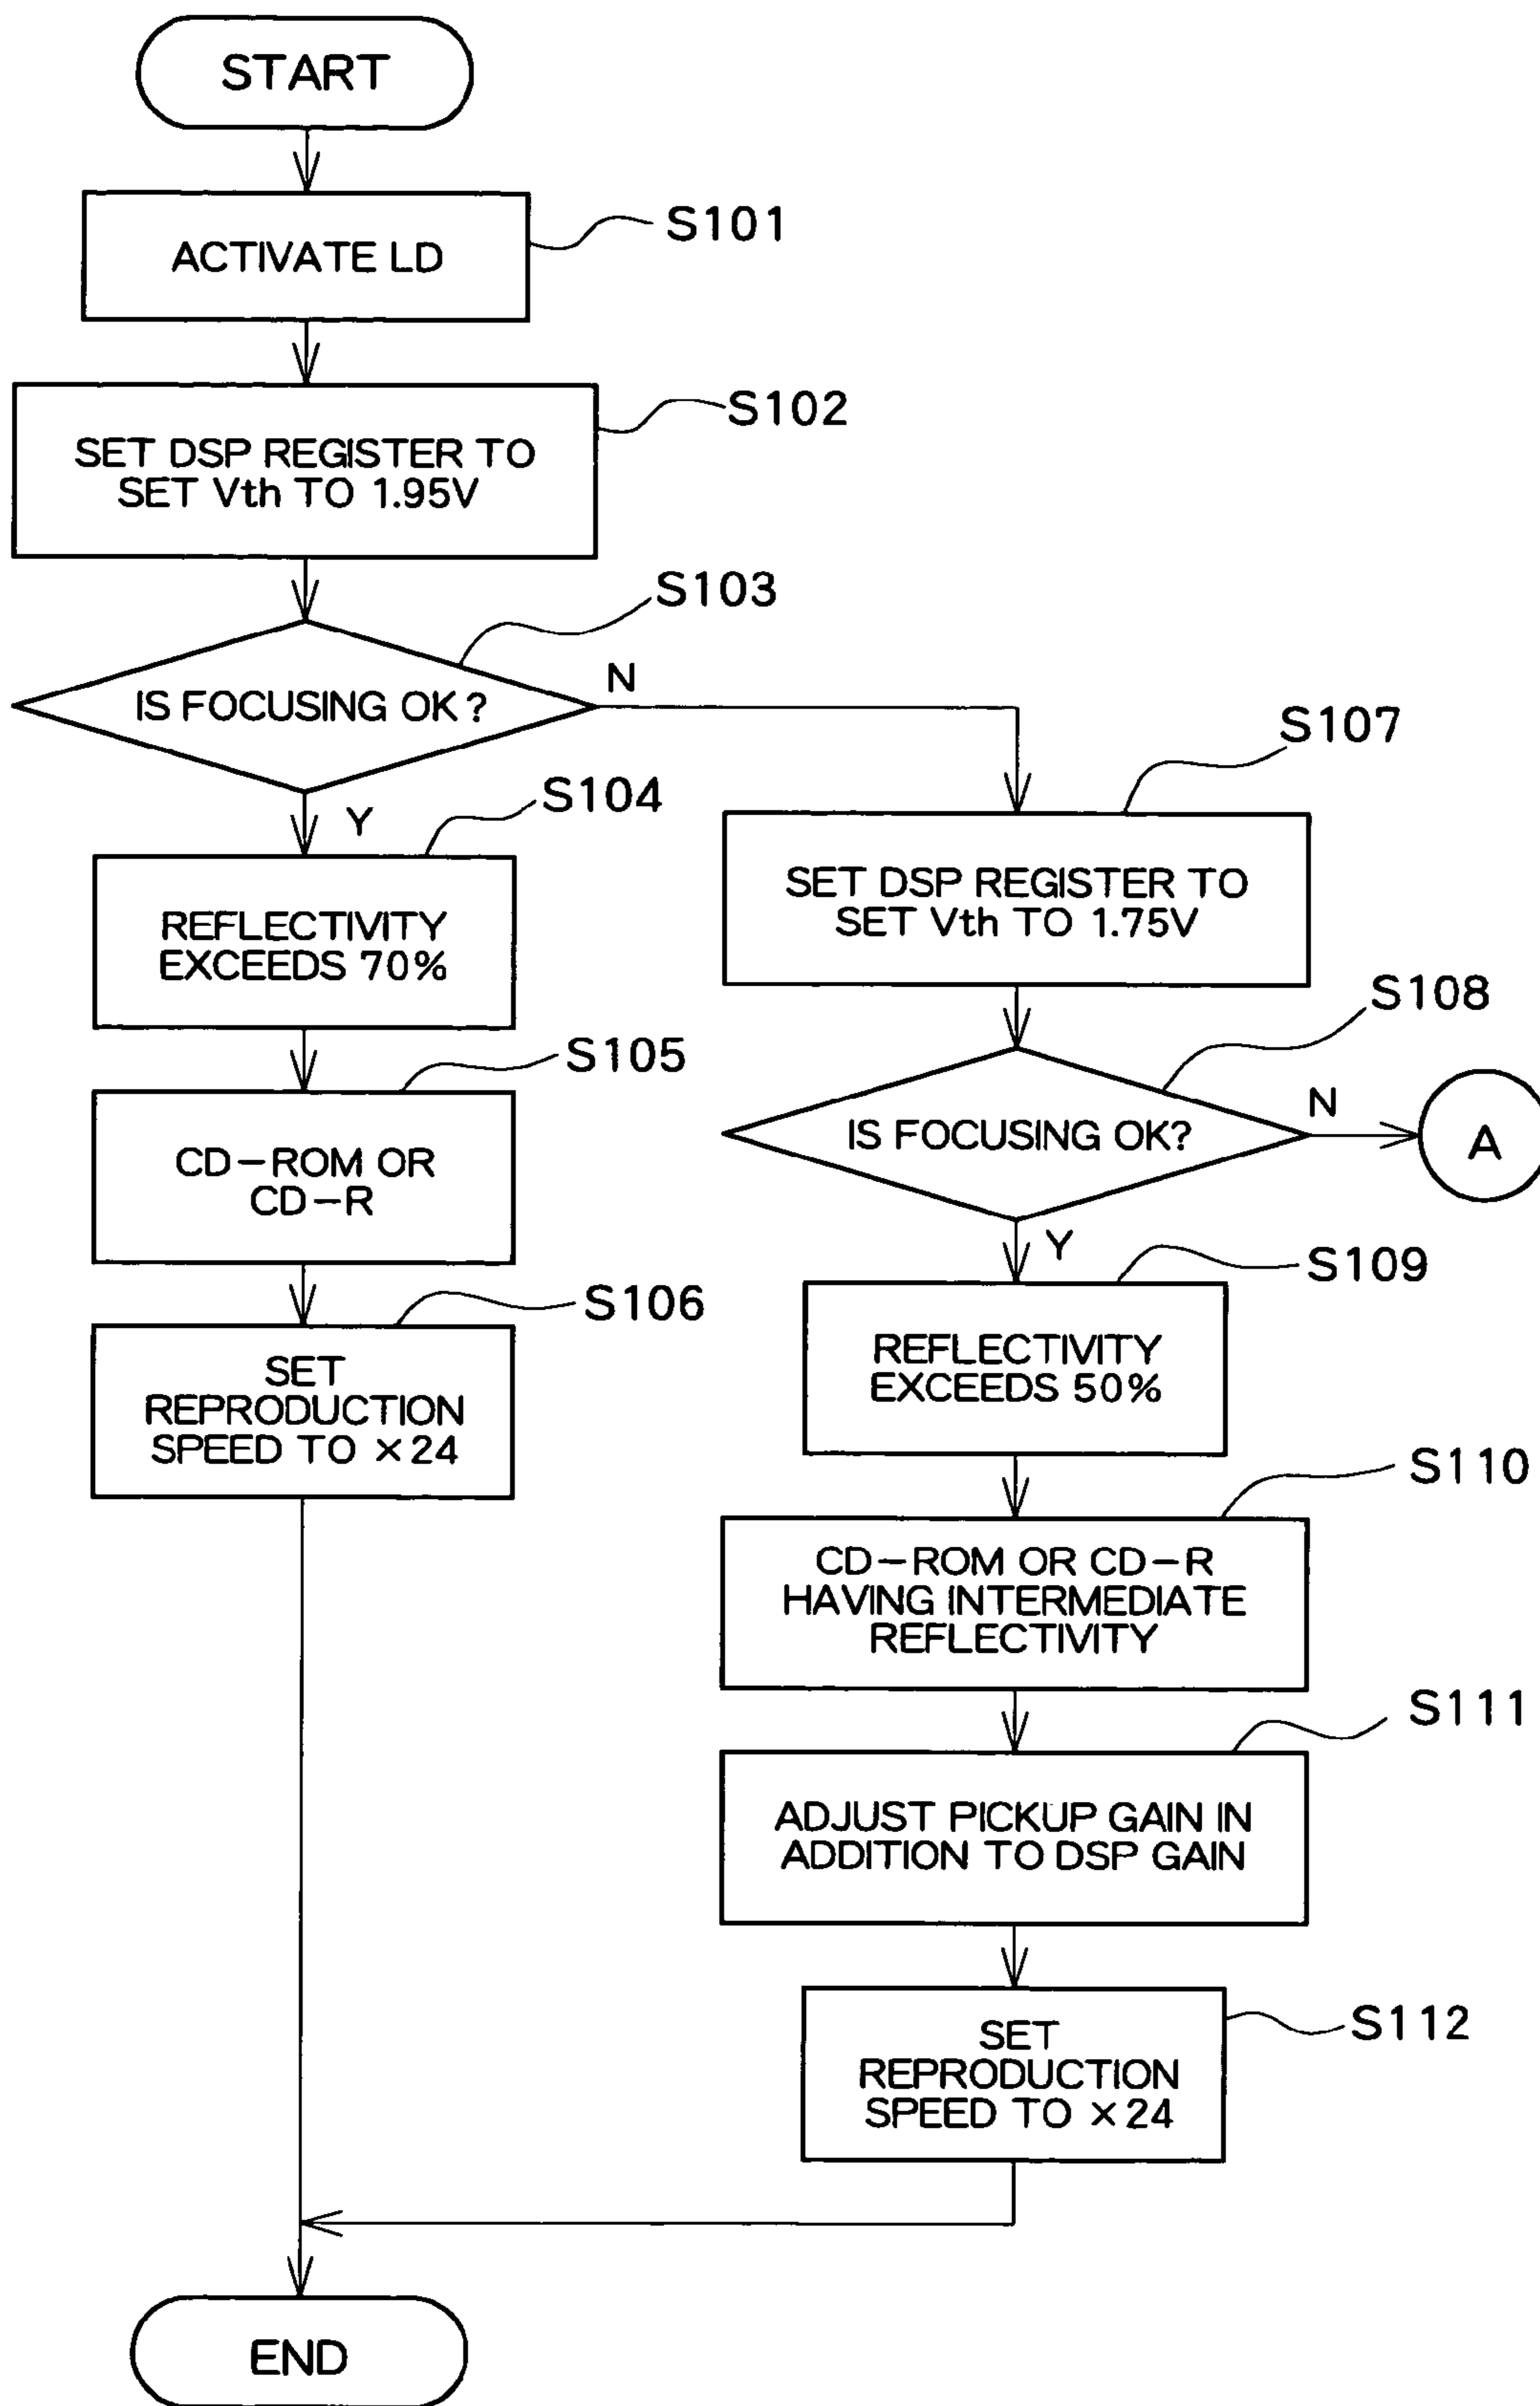 START
ACTIVATE LD
S101
SET DSP REGISTER TO
SET Vth TO 1.95V
S102
IS FOCUSING OK?
S103
N
Y
REFLECTIVITY
EXCEEDS 70%
S104
CD-ROM OR
CD-R
S105
SET
REPRODUCTION
SPEED TO ×24
S106
SET DSP REGISTER TO
SET Vth TO 1.75V
S107
IS FOCUSING OK?
S108
N
A
Y
REFLECTIVITY
EXCEEDS 50%
S109
CD-ROM OR CD-R
HAVING INTERMEDIATE
REFLECTIVITY
S110
ADJUST PICKUP GAIN IN
ADDITION TO DSP GAIN
S111
SET
REPRODUCTION
SPEED TO ×24
S112
END